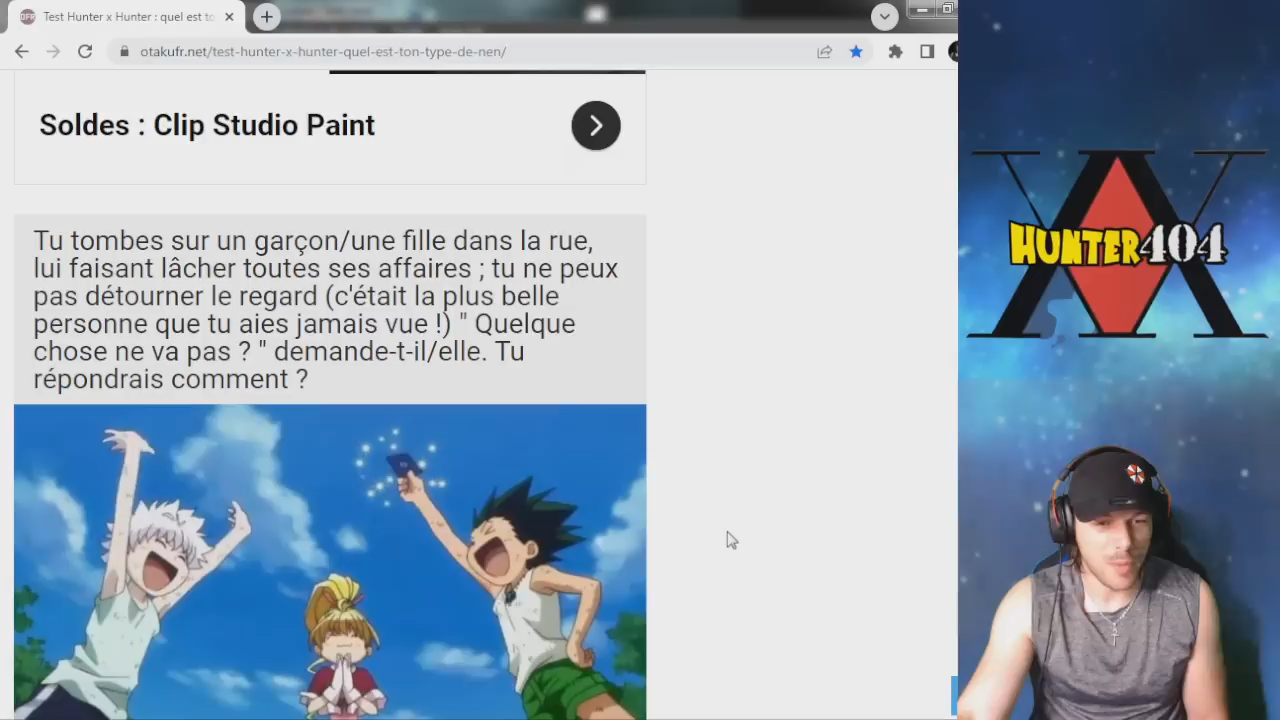 Test Hunter x Hunter : quel est to
otakufr.net/test-hunter-x-hunter-quel-est-ton-type-de-nen/
Soldes : Clip Studio Paint
Tu tombes sur un garçon/une fille dans la rue,
lui faisant lâcher toutes ses affaires ; tu ne peux
pas détourner le regard (c'était la plus belle
personne que tu aies jamais vue !) " Quelque
chose ne va pas ? " demande-t-il/elle. Tu
répondrais comment ?
HUNTER404